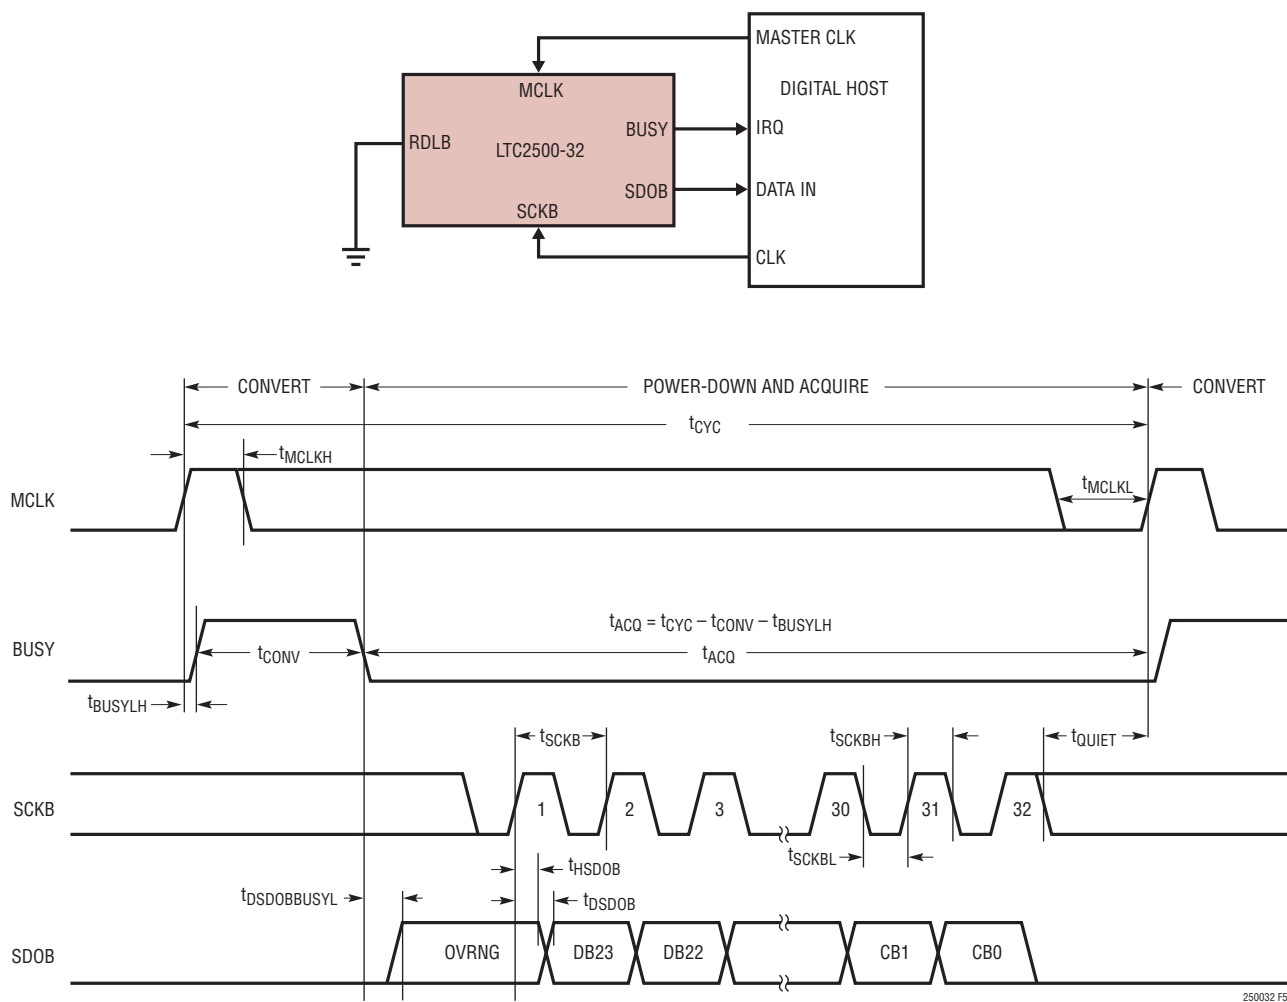 MASTER CLK
MCLK
DIGITAL HOST
BUSY
IRQ
RDLB
LTC2500-32
SDOB
DATA IN
SCKB
CLK
CONVERT
POWER-DOWN AND ACQUIRE
CONVERT
tCYC
tMCLKH
MCLK
tMCLKL
tACQ = tCYC – tCONV – tBUSYLH
BUSY
tCONV
tACQ
tBUSYLH
tSCKB
tSCKBH
tQUIET
SCKB
1
2
3
30
31
32
tSCKBL
tHSDOB
tDSDOBBUSYL
tDSDOB
SDOB
OVRNG
DB23
DB22
CB1
CB0